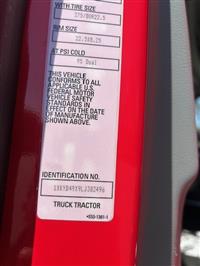 WITH TIRE SIZE
275/80R22.5
RIM SIZE
22.5X8.25
AT PSI COLD
95 Dual
THIS VEHICLE
CONFORMS TO ALL
APPLICABLE U.S.
FEDERAL MOTOR
VEHICLE SAFETY
STANDARDS IN
EFFECT ON THE DATE
OF MANUFACTURE
SHOWN ABOVE.
IDENTIFICATION NO.
1XKYD49X9LJ382496
TRUCK TRACTOR